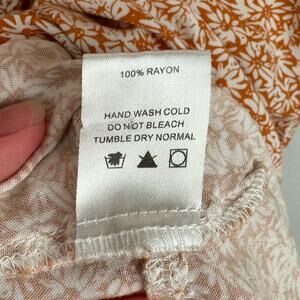 100% RAYON
HAND WASH COLD
DO NOT BLEACH
TUMBLE DRY NORMAL